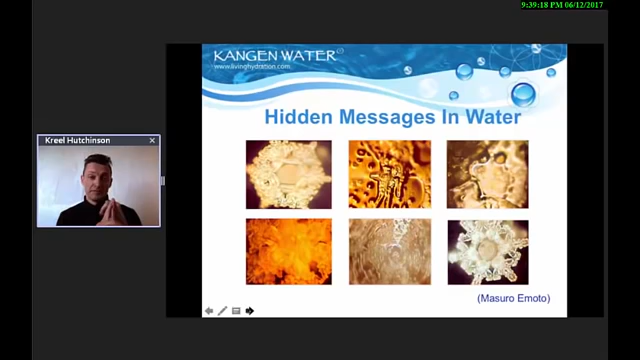 9:39:18 PM 06/12/2017
KANGEN WATER®
www.livinghydration.com
Hidden Messages In Water
Kreel Hutchinson
(Masuro Emoto)